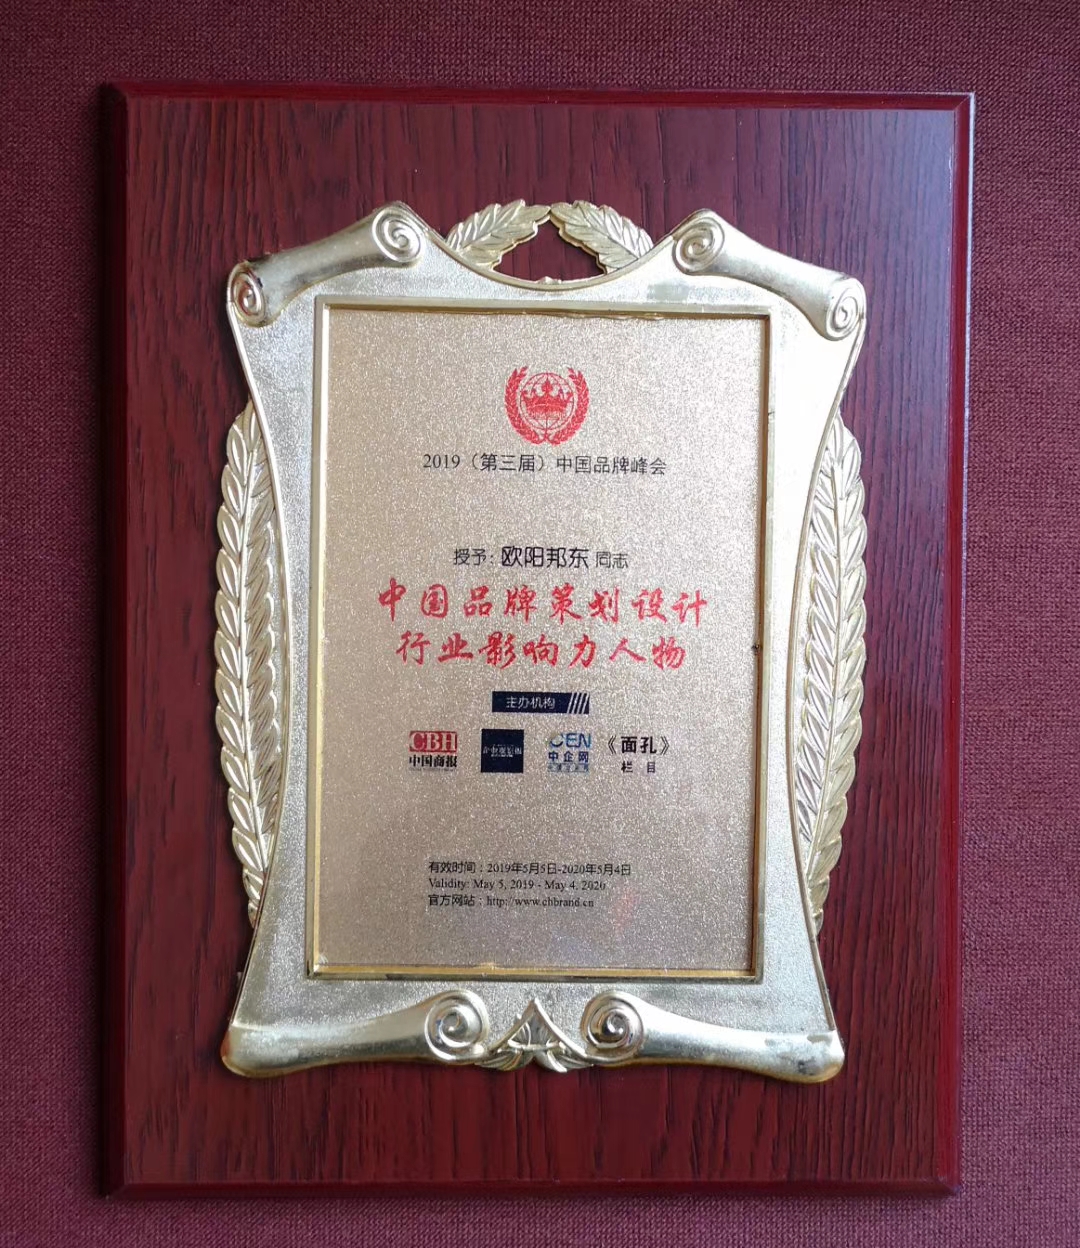 2019（第三届）中国品牌峰会
授予：欧阳邦东 同志
中国品牌策划设计
行业影响力人物
主办机构
CBH 中国商报
CEN 中企网
《面孔》栏目
有效时间：2019年5月5日-2020年5月4日
Validity: May 5, 2019 - May 4, 2020
官方网站：http://www.chbrand.cn